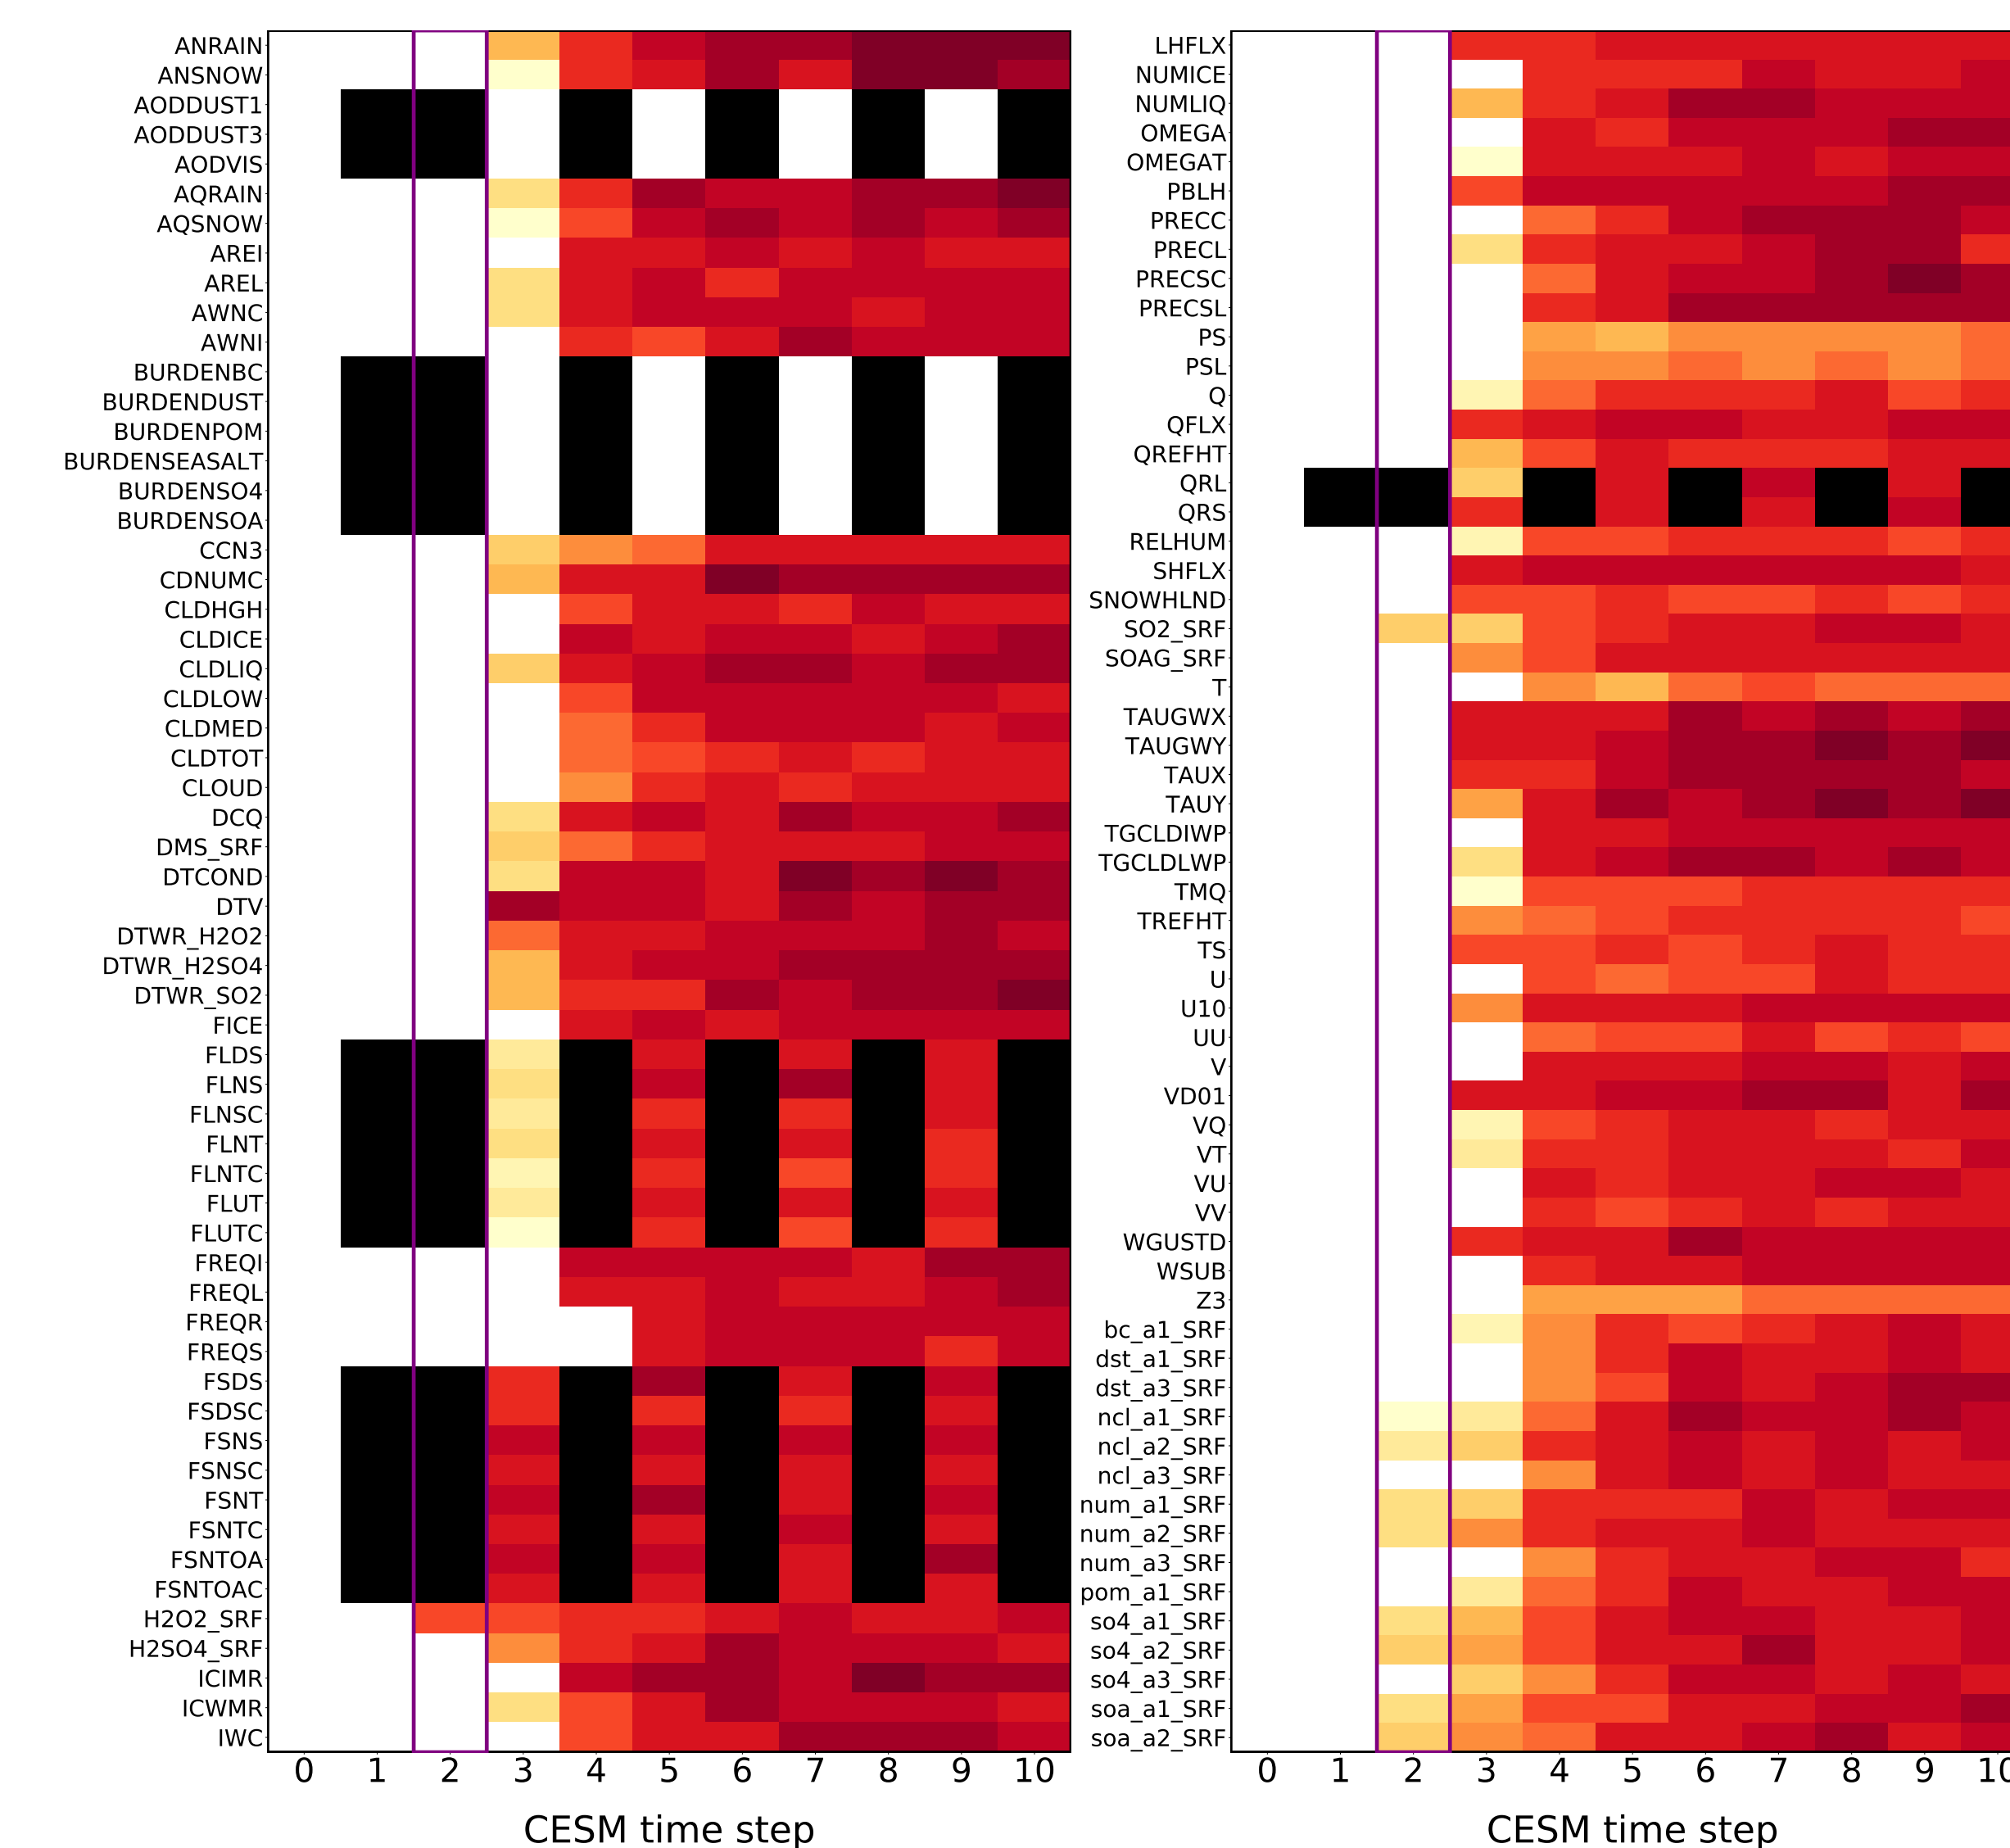 ANRAIN
ANSNOW
AODDUST1
AODDUST3
AODVIS
AQRAIN
AQSNOW
AREI
AREL
AWNC
AWNI
BURDENBC
BURDENDUST
BURDENPOM
BURDENSEASALT
BURDENSO4
BURDENSOA
CCN3
CDNUMC
CLDHGH
CLDICE
CLDLIQ
CLDLOW
CLDMED
CLDTOT
CLOUD
DCQ
DMS_SRF
DTCOND
DTV
DTWR_H2O2
DTWR_H2SO4
DTWR_SO2
FICE
FLDS
FLNS
FLNSC
FLNT
FLNTC
FLUT
FLUTC
FREQI
FREQL
FREQR
FREQS
FSDS
FSDSC
FSNS
FSNSC
FSNT
FSNTC
FSNTOA
FSNTOAC
H2O2_SRF
H2SO4_SRF
ICIMR
ICWMR
IWC
0 1 2 3 4 5 6 7 8 9 10
CESM time step
LHFLX
NUMICE
NUMLIQ
OMEGA
OMEGAT
PBLH
PRECC
PRECL
PRECSC
PRECSL
PS
PSL
Q
QFLX
QREFHT
QRL
QRS
RELHUM
SHFLX
SNOWHLND
SO2_SRF
SOAG_SRF
T
TAUGWX
TAUGWY
TAUX
TAUY
TGCLDIWP
TGCLDLWP
TMQ
TREFHT
TS
U
U10
UU
V
VD01
VQ
VT
VU
VV
WGUSTD
WSUB
Z3
bc_a1_SRF
dst_a1_SRF
dst_a3_SRF
ncl_a1_SRF
ncl_a2_SRF
ncl_a3_SRF
num_a1_SRF
num_a2_SRF
num_a3_SRF
pom_a1_SRF
so4_a1_SRF
so4_a2_SRF
so4_a3_SRF
soa_a1_SRF
soa_a2_SRF
0 1 2 3 4 5 6 7 8 9 10
CESM time step